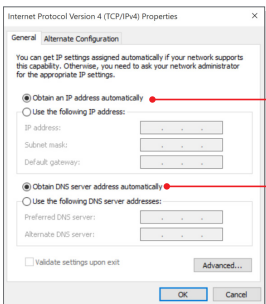 Internet Protocol Version 4 (TCP/IPv4) Properties
General
Alternate Configuration
You can get IP settings assigned automatically if your network supports
this capability. Otherwise, you need to ask your network administrator
for the appropriate IP settings.
Obtain an IP address automatically
Use the following IP address:
IP address:
Subnet mask:
Default gateway:
Obtain DNS server address automatically
Use the following DNS server addresses:
Preferred DNS server:
Alternate DNS server:
Validate settings upon exit
Advanced...
OK
Cancel